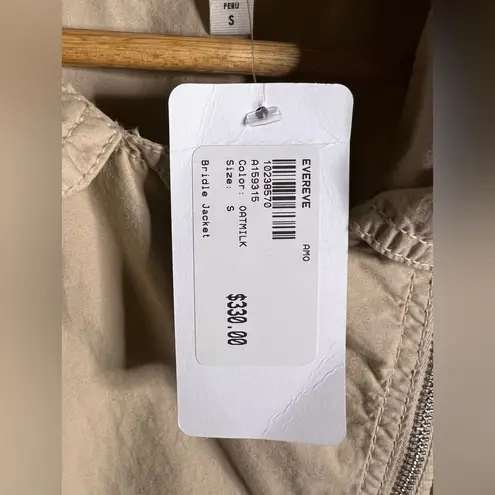 PERU
S
EVEREVE AMO
10238570
A159315
Color: OATMILK
Size: S
Bridle Jacket
$330.00